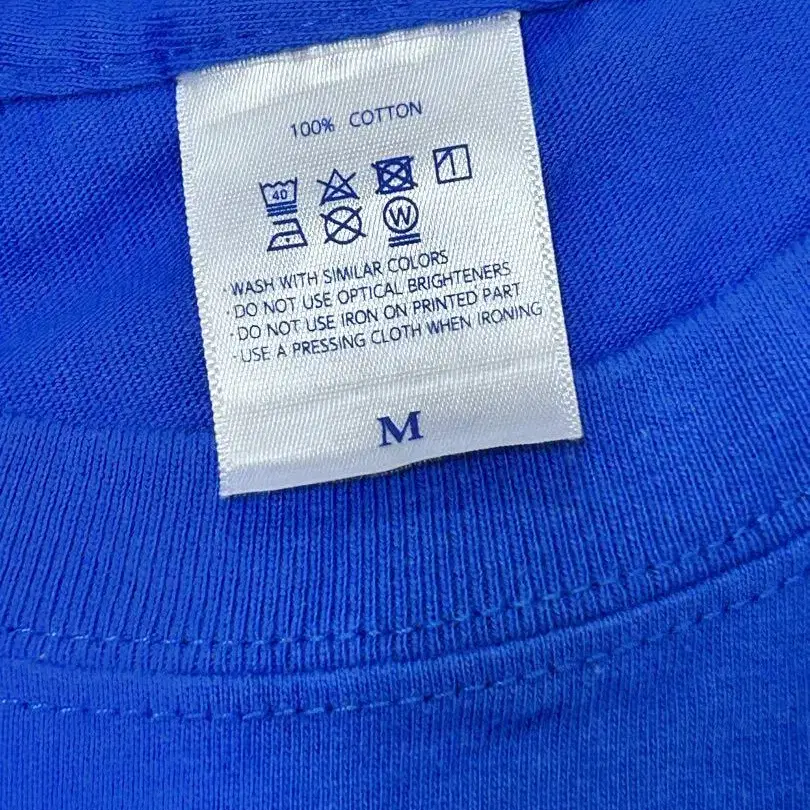 100% COTTON
40
W
· WASH WITH SIMILAR COLORS
· DO NOT USE OPTICAL BRIGHTENERS
· DO NOT USE IRON ON PRINTED PART
· USE A PRESSING CLOTH WHEN IRONING
M